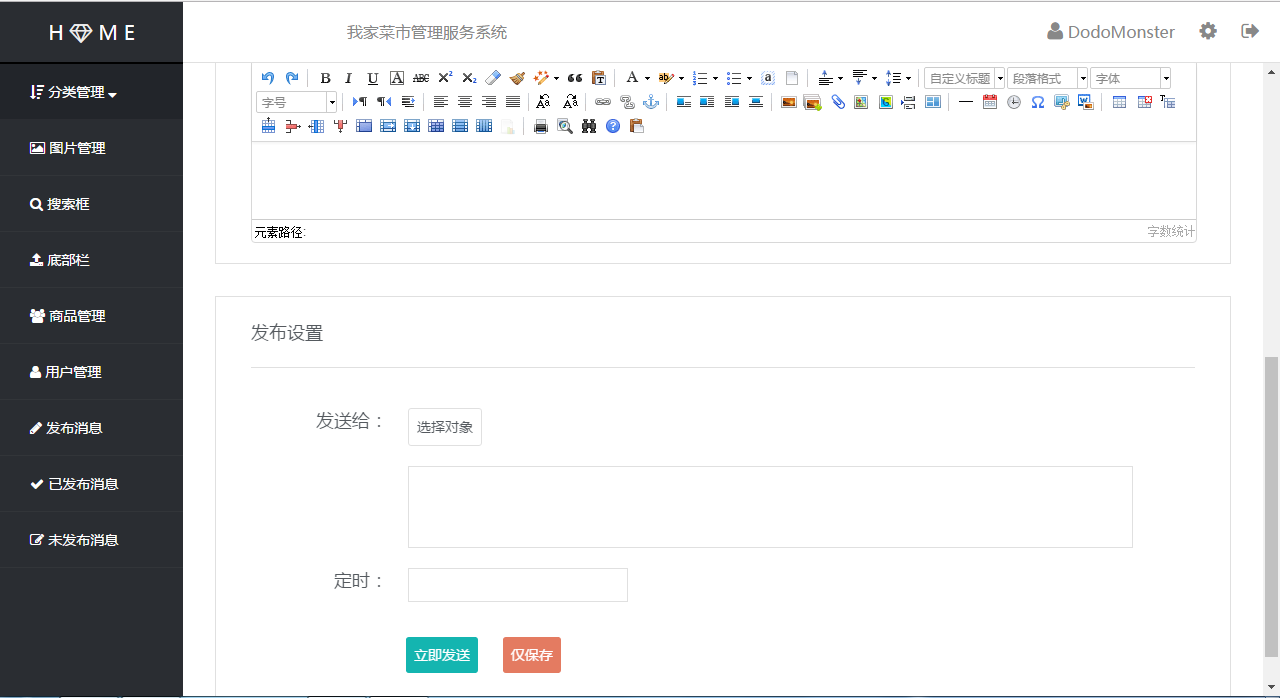 HOME
我家菜市管理服务系统
DodoMonster
分类管理
图片管理
搜索框
底部栏
商品管理
用户管理
发布消息
已发布消息
未发布消息
自定义标题
段落格式
字体
字号
元素路径:
字数统计
发布设置
发送给：
选择对象
定时：
立即发送
仅保存